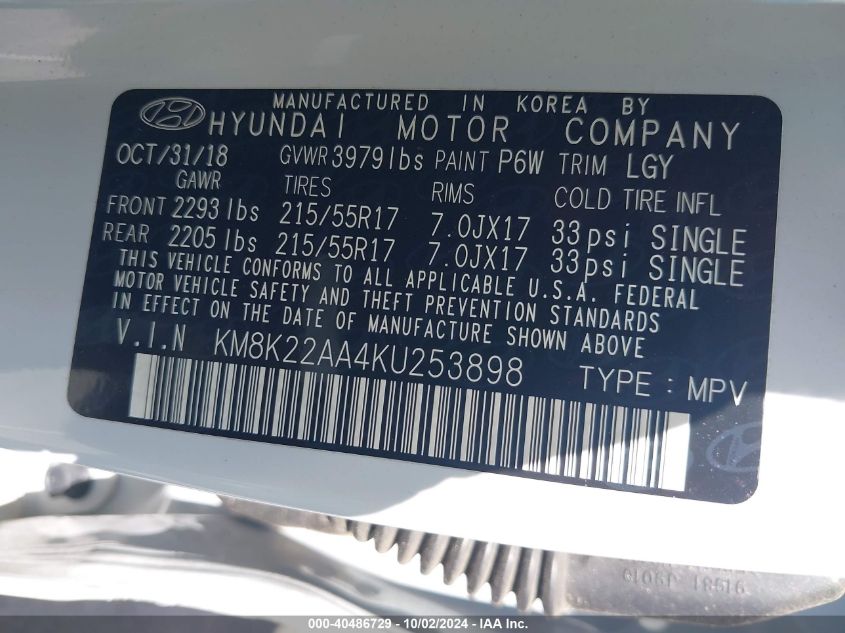 MANUFACTURED IN KOREA BY
HYUNDAI MOTOR COMPANY
OCT/31/18 GVWR 3979 lbs PAINT P6W TRIM LGY
GAWR TIRES RIMS COLD TIRE INFL
FRONT 2293 lbs 215/55R17 7.0JX17 33psi SINGLE
REAR 2205 lbs 215/55R17 7.0JX17 33psi SINGLE
THIS VEHICLE CONFORMS TO ALL APPLICABLE U.S.A. FEDERAL
MOTOR VEHICLE SAFETY AND THEFT PREVENTION STANDARDS
IN EFFECT ON THE DATE OF MANUFACTURE SHOWN ABOVE
V.I.N KM8K22AA4KU253898 TYPE : MPV
000-40486729 - 10/02/2024 - IAAI.com